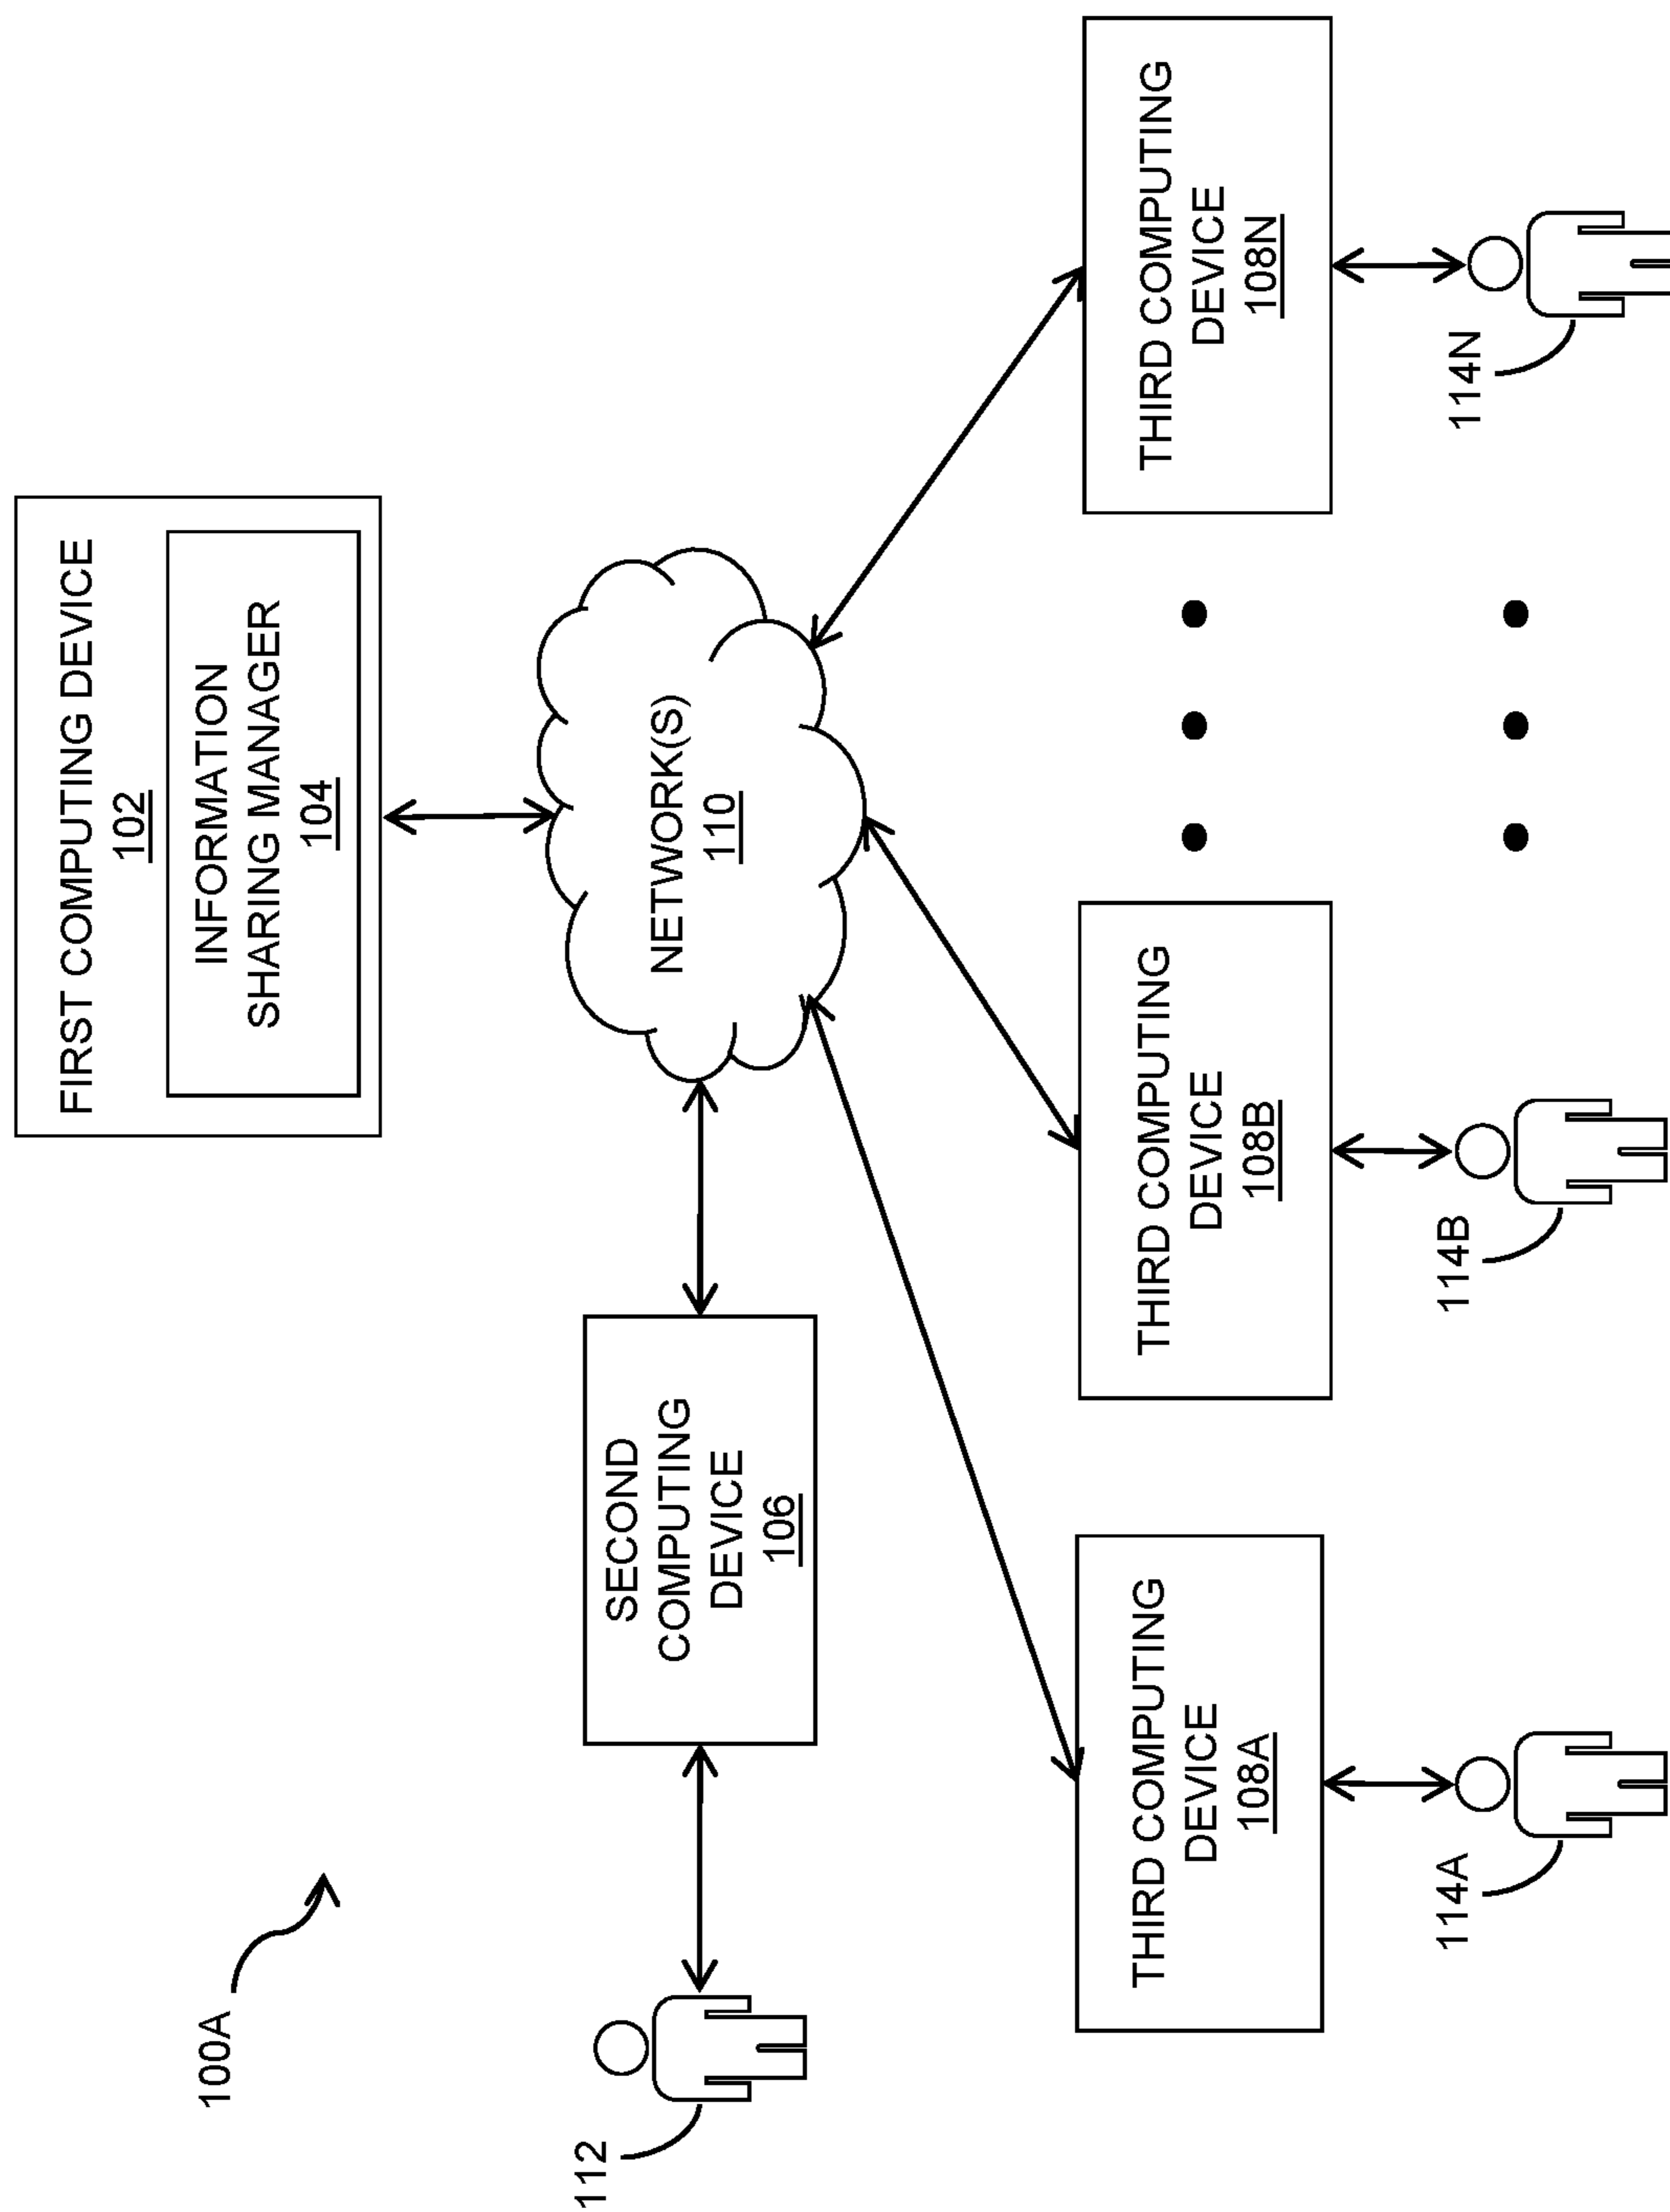 100A
FIRST COMPUTING DEVICE
102
INFORMATION
SHARING MANAGER
104
112
SECOND
COMPUTING
DEVICE
106
NETWORK(S)
110
THIRD COMPUTING
DEVICE
108A
THIRD COMPUTING
DEVICE
108B
THIRD COMPUTING
DEVICE
108N
114A
114B
114N